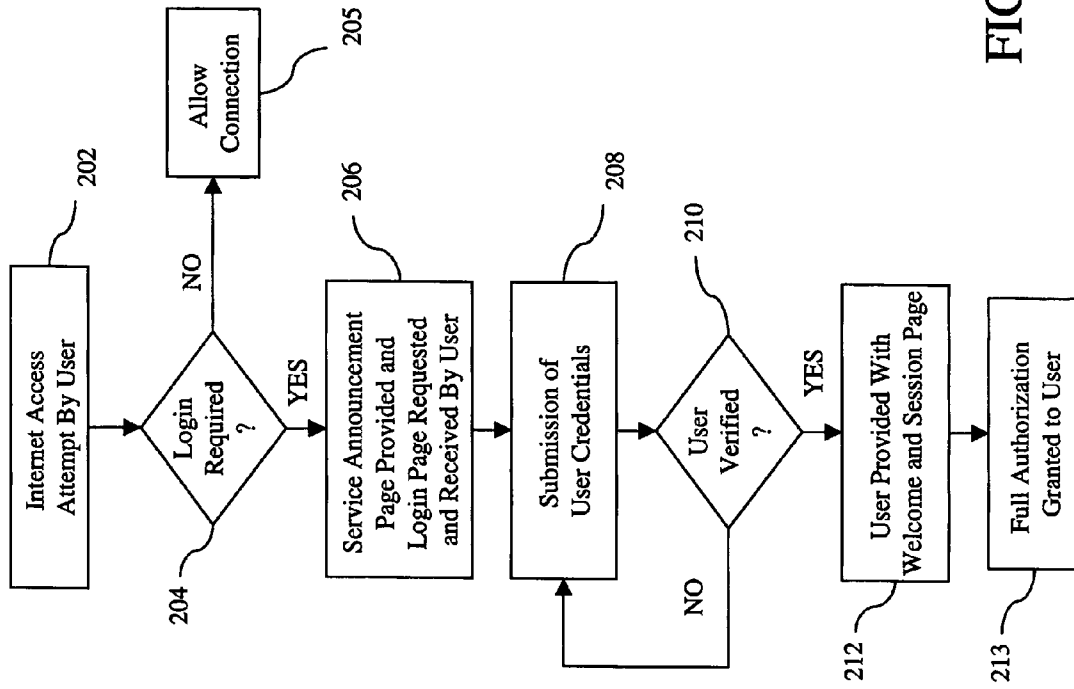 Internet Access
Attempt By User
202
Login
Required
?
204
NO
Allow
Connection
205
YES
Service Announcement
Page Provided and
Login Page Requested
and Received By User
206
Submission of
User Credentials
208
User
Verified
?
210
NO
YES
User Provided With
Welcome and Session Page
212
Full Authorization
Granted to User
213